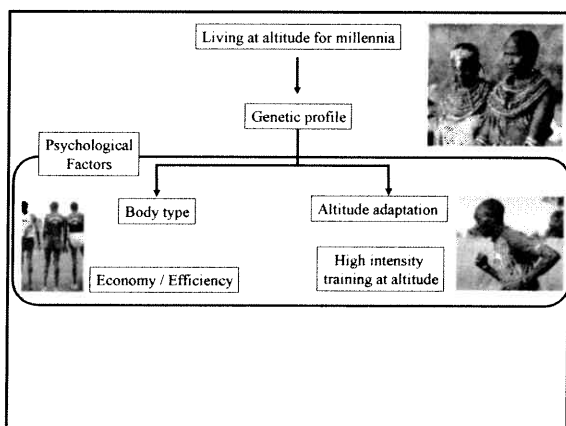 Living at altitude for millennia
Genetic profile
Psychological
Factors
Body type
Altitude adaptation
Economy / Efficiency
High intensity
training at altitude